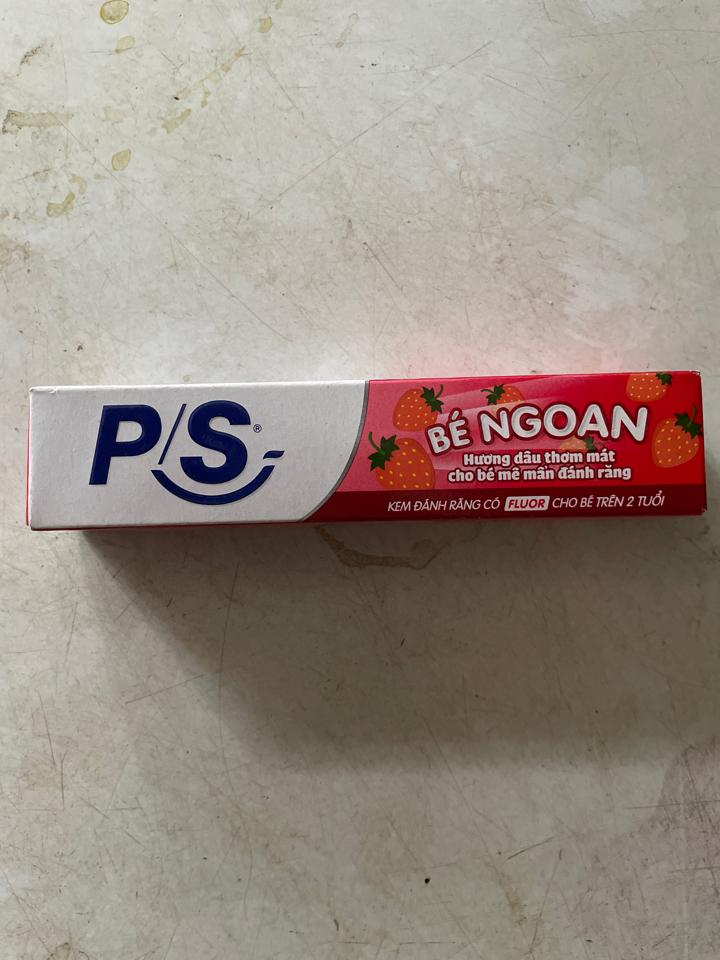 P/S®
BÉ NGOAN
Hương dâu thơm mát
cho bé mê mẩn đánh răng
KEM ĐÁNH RĂNG CÓ FLUOR CHO BÉ TRÊN 2 TUỔI